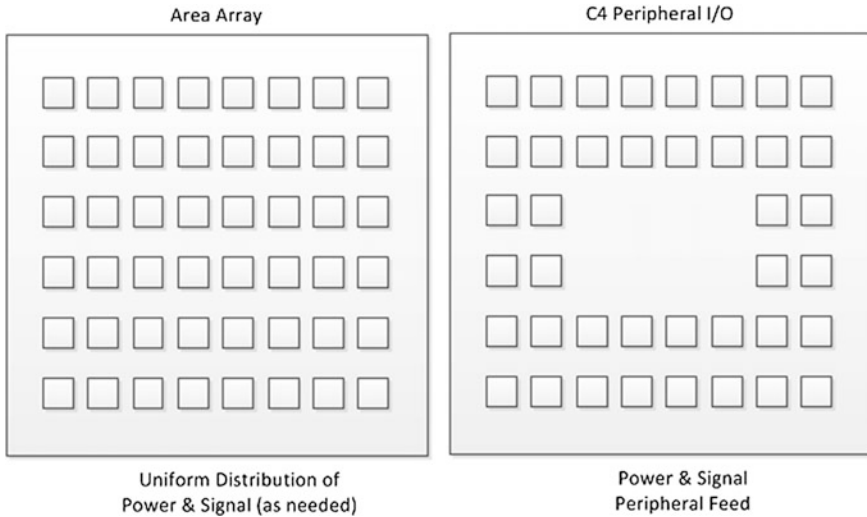 Area Array
C4 Peripheral I/O
Uniform Distribution of
Power & Signal (as needed)
Power & Signal
Peripheral Feed